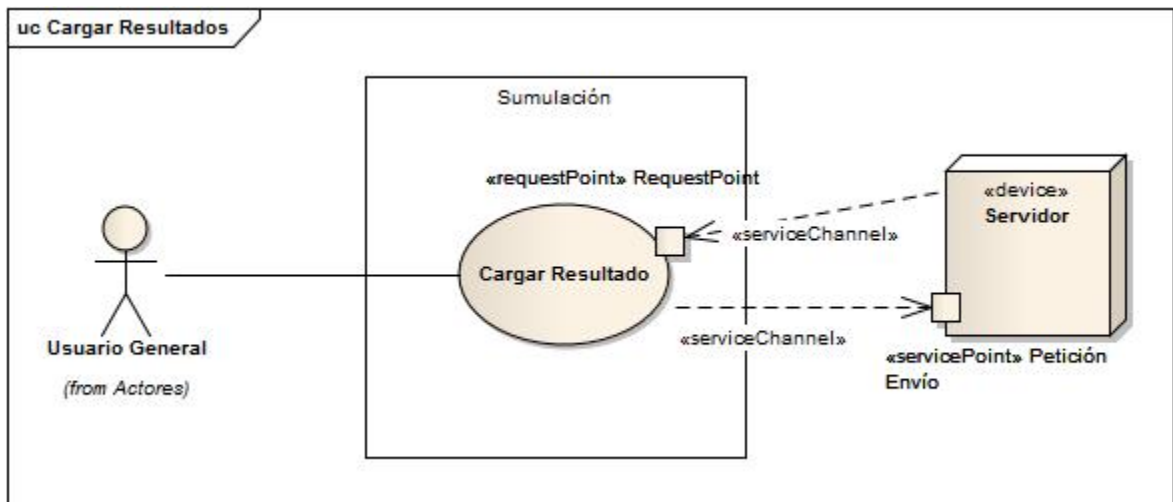 uc Cargar Resultados
Sumulación
«requestPoint» RequestPoint
«device»
Servidor
«serviceChannel»
Cargar Resultado
«serviceChannel»
Usuario General
(from Actores)
«servicePoint» Petición
Envío